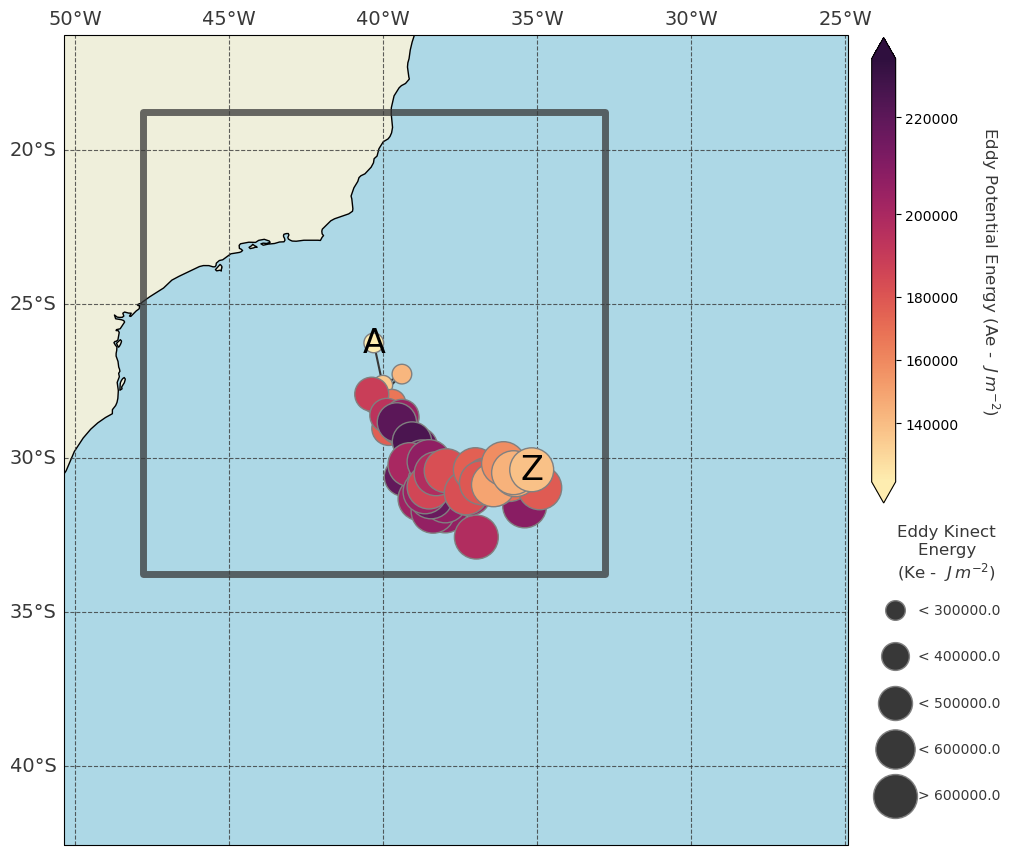 50°W 45°W 40°W 35°W 30°W 25°W
20°S
25°S
30°S
35°S
40°S
A
Z
220000
200000
180000
160000
140000
Eddy Potential Energy (Ae - J m⁻²)
Eddy Kinect
Energy
(Ke - J m⁻²)
< 300000.0
< 400000.0
< 500000.0
< 600000.0
> 600000.0